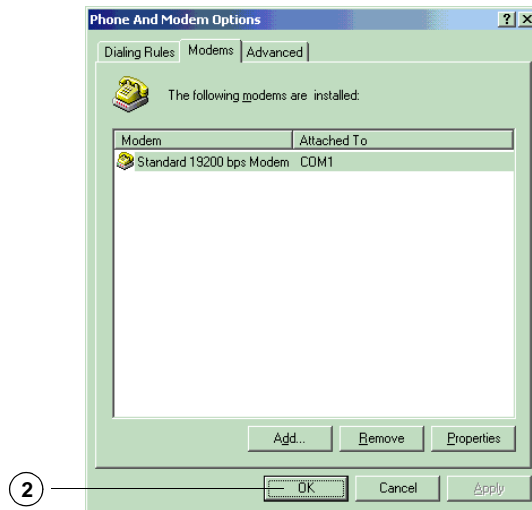 Phone And Modem Options
Dialing Rules Modems Advanced
The following modems are installed:
Modem Attached To
Standard 19200 bps Modem COM1
Add... Remove Properties
2 OK Cancel Apply